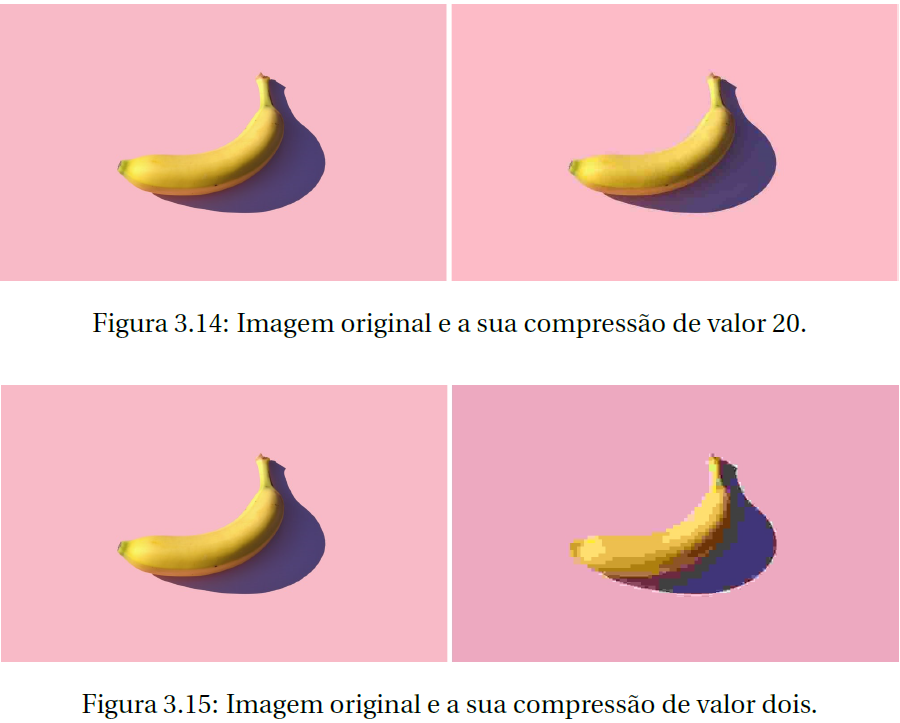 Figura 3.14: Imagem original e a sua compressão de valor 20.
Figura 3.15: Imagem original e a sua compressão de valor dois.